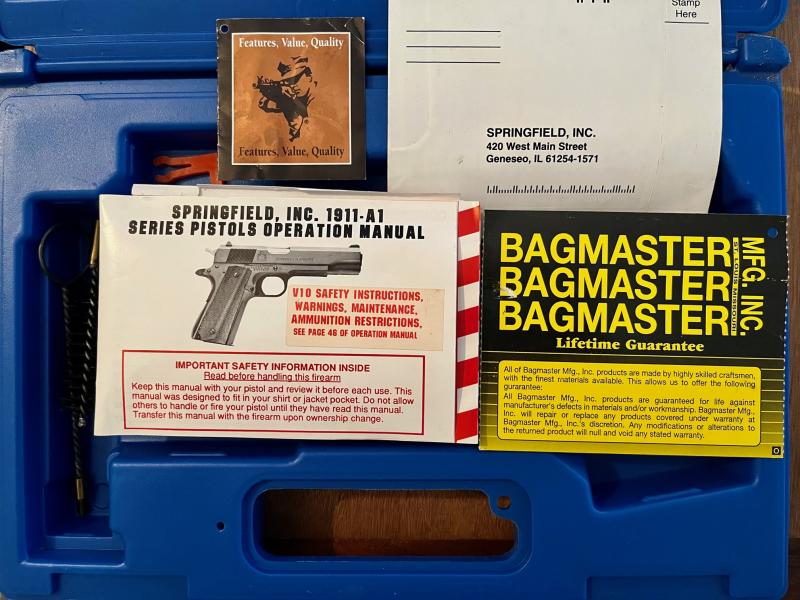 Features, Value, Quality
Features, Value, Quality
Stamp
Here
SPRINGFIELD, INC.
420 West Main Street
Geneseo, IL 61254-1571
SPRINGFIELD, INC. 1911-A1
SERIES PISTOLS OPERATION MANUAL
V10 SAFETY INSTRUCTIONS,
WARNINGS, MAINTENANCE,
AMMUNITION RESTRICTIONS,
SEE PAGE 46 OF OPERATION MANUAL
IMPORTANT SAFETY INFORMATION INSIDE
Read before handling this firearm
Keep this manual with your pistol and review it before each use. This
manual was designed to fit in your shirt or jacket pocket. Do not allow
others to handle or fire your pistol until they have read this manual.
Transfer this manual with the firearm upon ownership change.
BAGMASTER
BAGMASTER
BAGMASTER
MFG. INC.
ST. LOUIS MISSOURI
Lifetime Guarantee
All of Bagmaster Mfg., Inc. products are made by highly skilled craftsmen,
with the finest materials available. This allows us to offer the following
guarantee:
All Bagmaster Mfg., Inc. products are guaranteed for life against
manufacturer's defects in materials and/or workmanship. Bagmaster Mfg.,
Inc. will repair or replace any products covered under warranty at
Bagmaster Mfg., Inc.'s discretion. Any modifications or alterations to
the returned product will null and void any stated warranty.